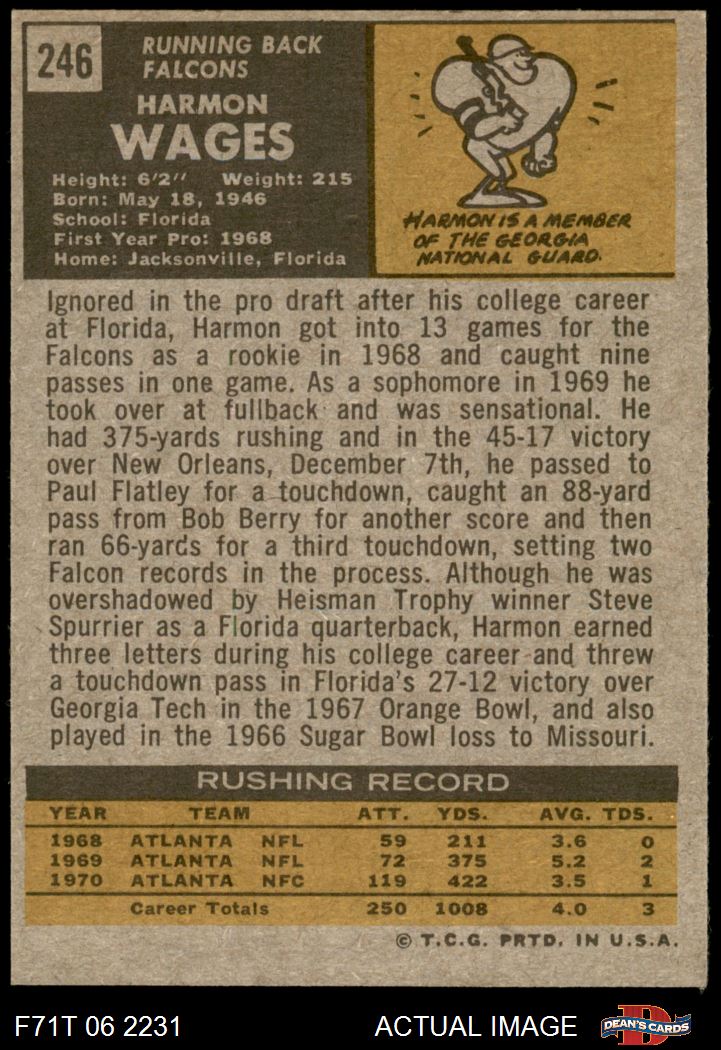 246
RUNNING BACK
FALCONS
HARMON
WAGES
Height: 6'2" Weight: 215
Born: May 18, 1946
School: Florida
First Year Pro: 1968
Home: Jacksonville, Florida
HARMON IS A MEMBER
OF THE GEORGIA
NATIONAL GUARD.
Ignored in the pro draft after his college career
at Florida, Harmon got into 13 games for the
Falcons as a rookie in 1968 and caught nine
passes in one game. As a sophomore in 1969 he
took over at fullback and was sensational. He
had 375-yards rushing and in the 45-17 victory
over New Orleans, December 7th, he passed to
Paul Flatley for a touchdown, caught an 88-yard
pass from Bob Berry for another score and then
ran 66-yards for a third touchdown, setting two
Falcon records in the process. Although he was
overshadowed by Heisman Trophy winner Steve
Spurrier as a Florida quarterback, Harmon earned
three letters during his college career and threw
a touchdown pass in Florida's 27-12 victory over
Georgia Tech in the 1967 Orange Bowl, and also
played in the 1966 Sugar Bowl loss to Missouri.
RUSHING RECORD
YEAR TEAM ATT. YDS. AVG. TDS.
1968 ATLANTA NFL 59 211 3.6 0
1969 ATLANTA NFL 72 375 5.2 2
1970 ATLANTA NFC 119 422 3.5 1
Career Totals 250 1008 4.0 3
© T.C.G. PRTD. IN U.S.A.
F71T 06 2231 ACTUAL IMAGE
D
DEAN'S CARDS